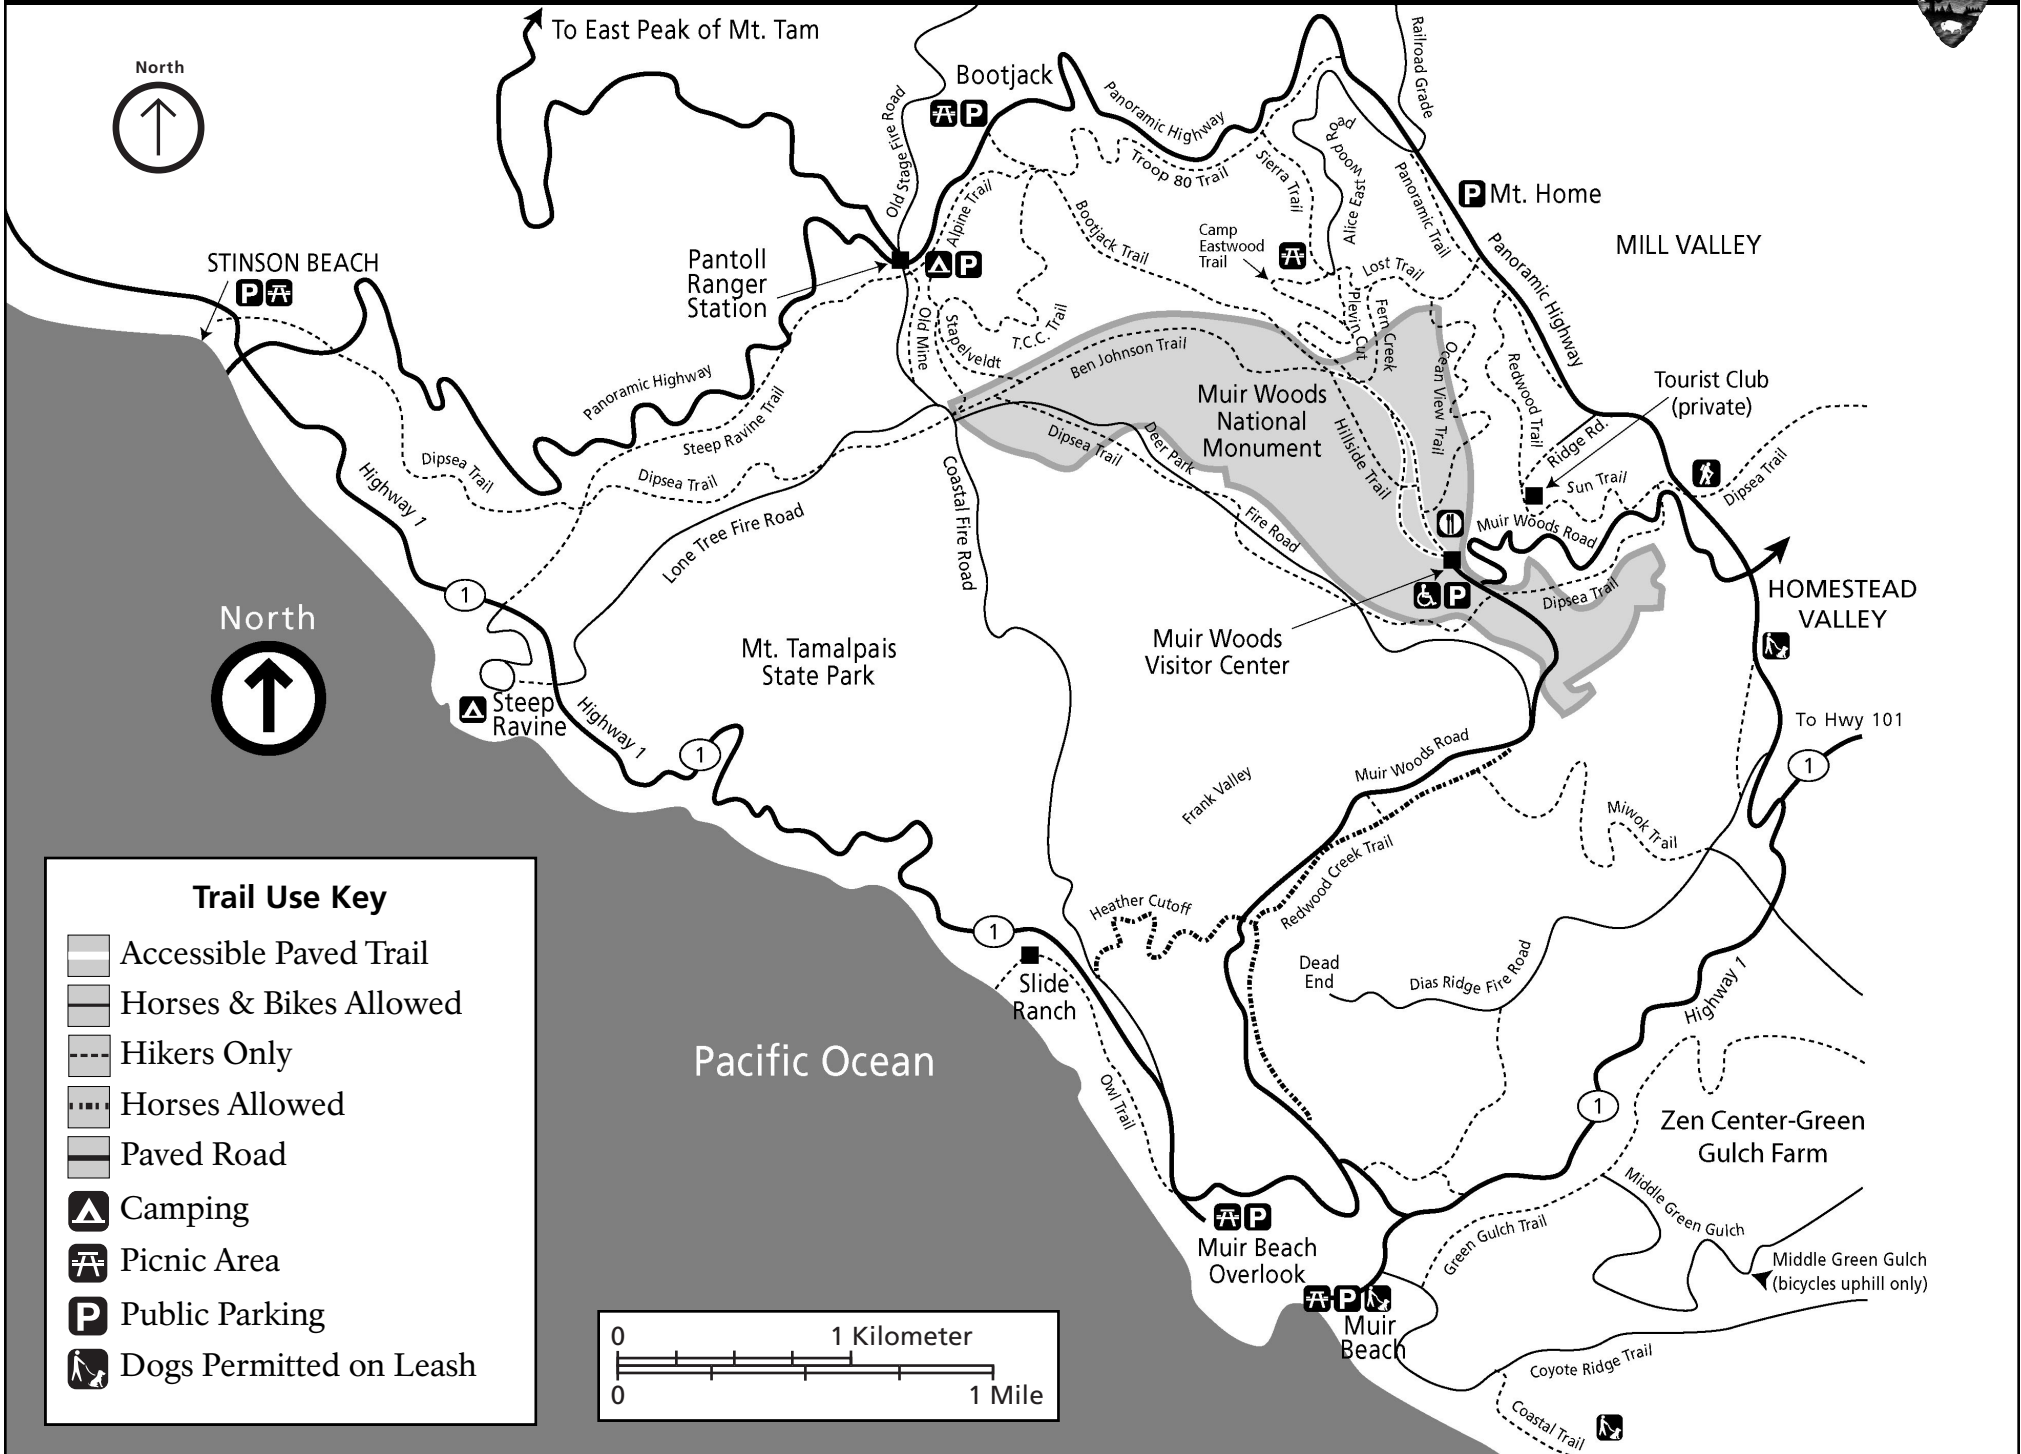 To East Peak of Mt. Tam
North
Bootjack
Old Stage Fire Road
Panoramic Highway
Railroad Grade
Troop 80 Trail
Sierra Trail
Alice Eastwood Road
Panoramic Trail
P Mt. Home
MILL VALLEY
Alpine Trail
Bootjack Trail
Camp
Eastwood
Trail
Lost Trail
Panoramic Highway
STINSON BEACH
P
Pantoll
Ranger
Station
P
P
Old Mine
Stapelveldt
T.C.C. Trail
Ben Johnson Trail
Plevin Cut
Fern Creek
Ocean View Trail
Redwood Trail
Tourist Club
(private)
Muir Woods
National
Monument
Hillside Trail
Ridge Rd.
Sun Trail
Dipsea Trail
Panoramic Highway
Steep Ravine Trail
Dipsea Trail
Dipsea Trail
Highway 1
Lone Tree Fire Road
Coastal Fire Road
Dipsea Trail
Deer Park
Fire Road
Muir Woods Road
Dipsea Trail
HOMESTEAD
VALLEY
1
P
North
Mt. Tamalpais
State Park
Muir Woods
Visitor Center
Steep
Ravine
Highway 1
1
To Hwy 101
1
Muir Woods Road
Frank Valley
Miwok Trail
Redwood Creek Trail
Heather Cutoff
1
Slide
Ranch
Dead
End
Dias Ridge Fire Road
Highway 1
Pacific Ocean
Owl Trail
1
Zen Center-Green
Gulch Farm
Middle Green Gulch
Green Gulch Trail
P
Muir Beach
Overlook
Middle Green Gulch
(bicycles uphill only)
P
Muir
Beach
Coyote Ridge Trail
Coastal Trail
Trail Use Key
Accessible Paved Trail
Horses & Bikes Allowed
Hikers Only
Horses Allowed
Paved Road
Camping
Picnic Area
P Public Parking
Dogs Permitted on Leash
0 1 Kilometer
0 1 Mile